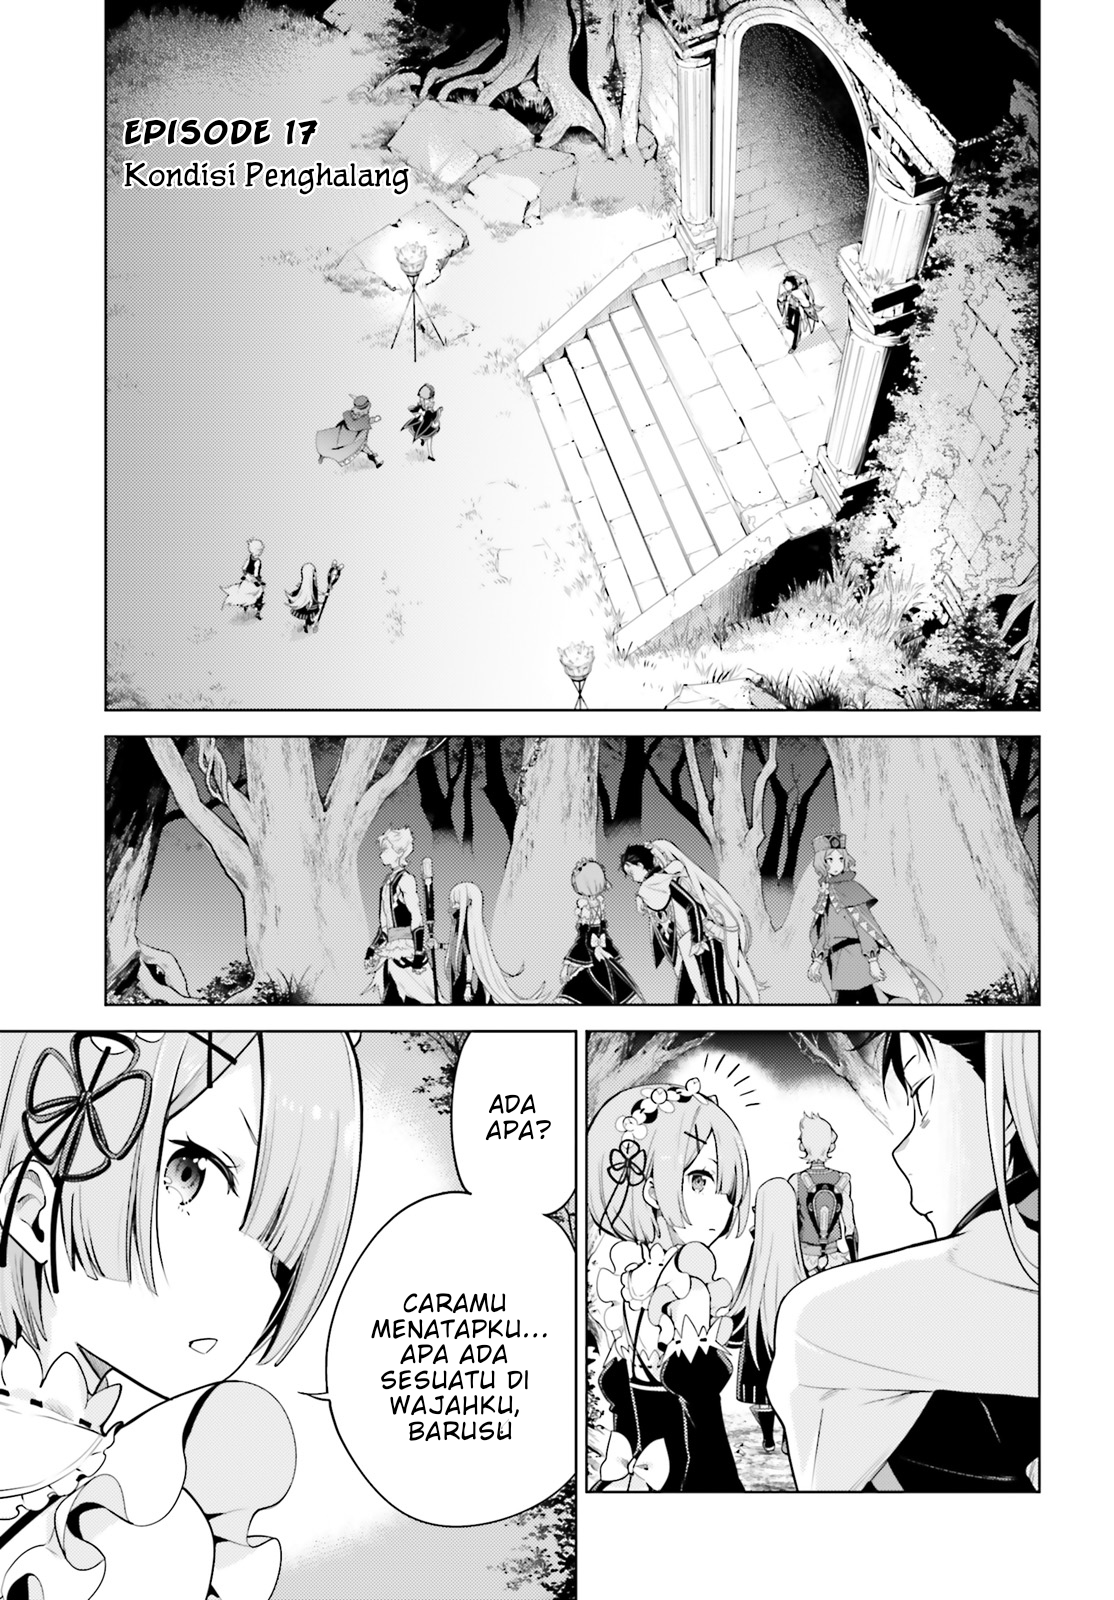 EPISODE 17
Kondisi Penghalang
ADA
APA?
CARAMU
MENATAPKU...
APA ADA
SESUATU DI
WAJAHKU,
BARUSU